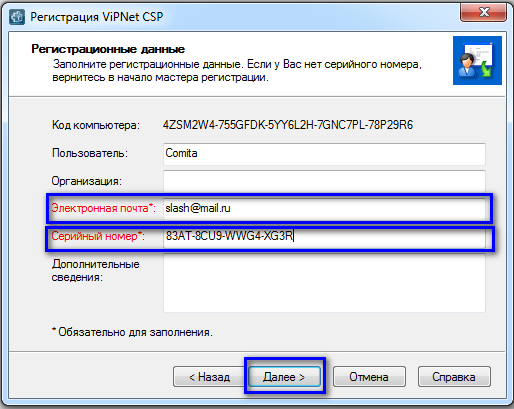 Регистрация ViPNet CSP
Регистрационные данные
Заполните регистрационные данные. Если у Вас нет серийного номера,
вернитесь в начало мастера регистрации.
Код компьютера: 4ZSM2W4-755GFDK-5YY6L2H-7GNC7PL-78P29R6
Пользователь: Comita
Организация:
Электронная почта*: slash@mail.ru
Серийный номер*: 83AT-8CU9-WWG4-XG3R
Дополнительные
сведения:
* Обязательно для заполнения.
< Назад Далее > Отмена Справка